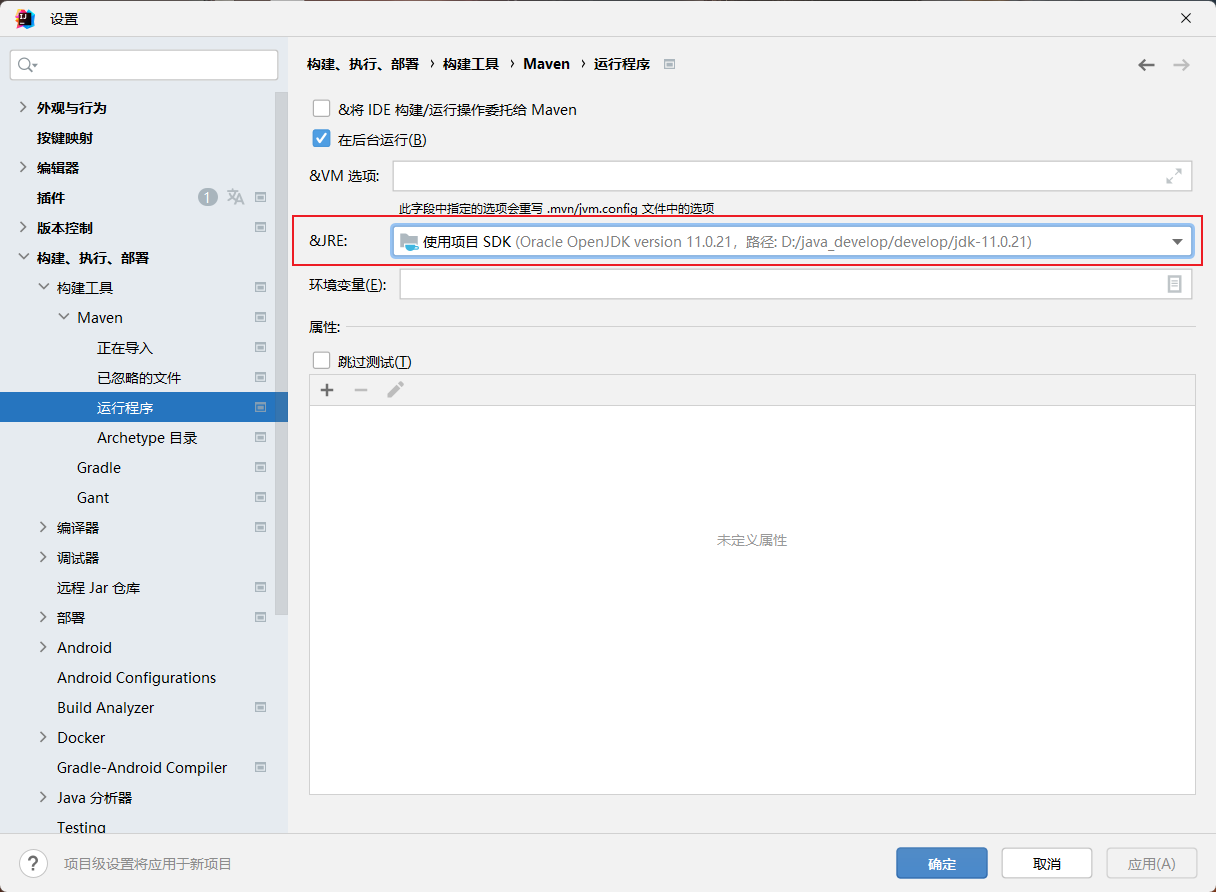 设置
构建、执行、部署 › 构建工具 › Maven › 运行程序
外观与行为
按键映射
编辑器
插件 1
版本控制
构建、执行、部署
构建工具
Maven
正在导入
已忽略的文件
运行程序
Archetype 目录
Gradle
Gant
编译器
调试器
远程 Jar 仓库
部署
Android
Android Configurations
Build Analyzer
Docker
Gradle-Android Compiler
Java 分析器
Testing
&将 IDE 构建/运行操作委托给 Maven
在后台运行(B)
&VM 选项:
此字段中指定的选项会重写 .mvn/jvm.config 文件中的选项
&JRE: 使用项目 SDK (Oracle OpenJDK version 11.0.21，路径: D:/java_develop/develop/jdk-11.0.21)
环境变量(E):
属性:
跳过测试(T)
未定义属性
? 项目级设置将应用于新项目
确定 取消 应用(A)